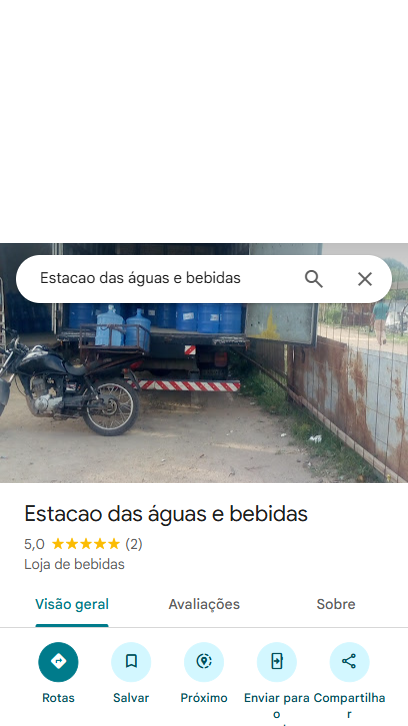 Estacao das águas e bebidas
Estacao das águas e bebidas
5,0 ★★★★★ (2)
Loja de bebidas
Visão geral Avaliações Sobre
Rotas Salvar Próximo Enviar para o Compartilhar